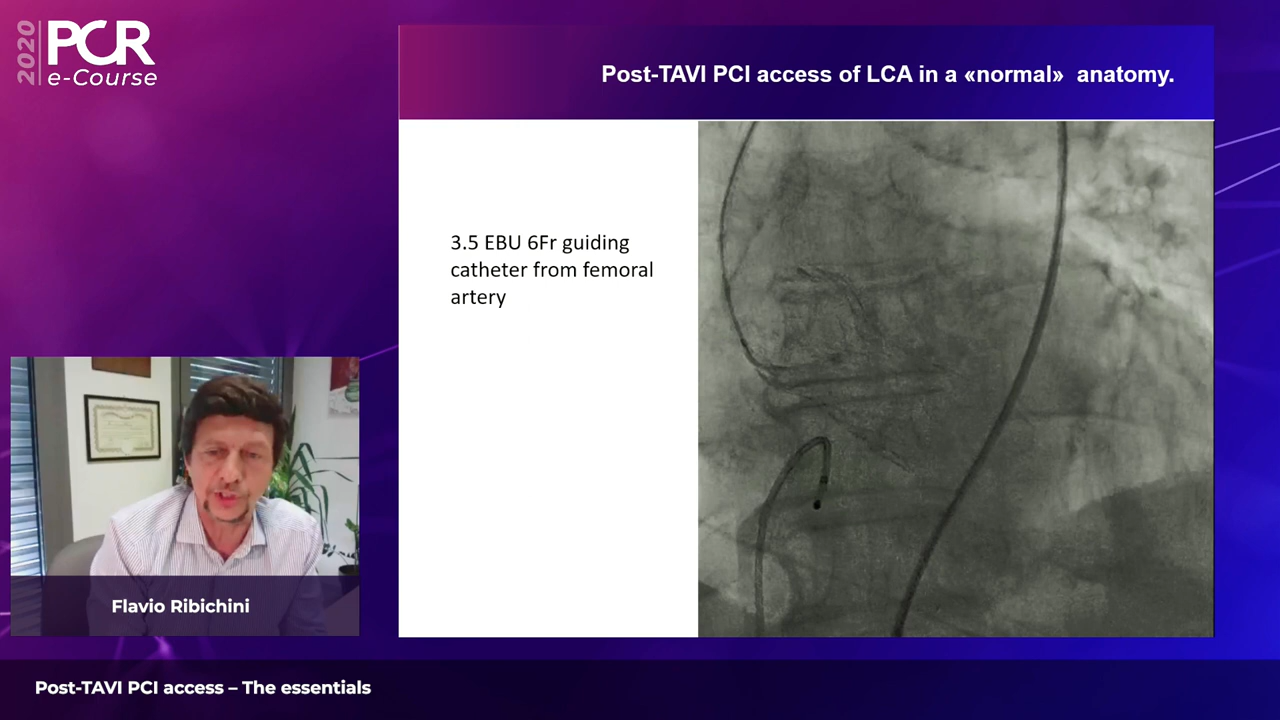 2020
PCR
e-Course
Post-TAVI PCI access of LCA in a «normal»  anatomy.
3.5 EBU 6Fr guiding
catheter from femoral
artery
Flavio Ribichini
Post-TAVI PCI access – The essentials